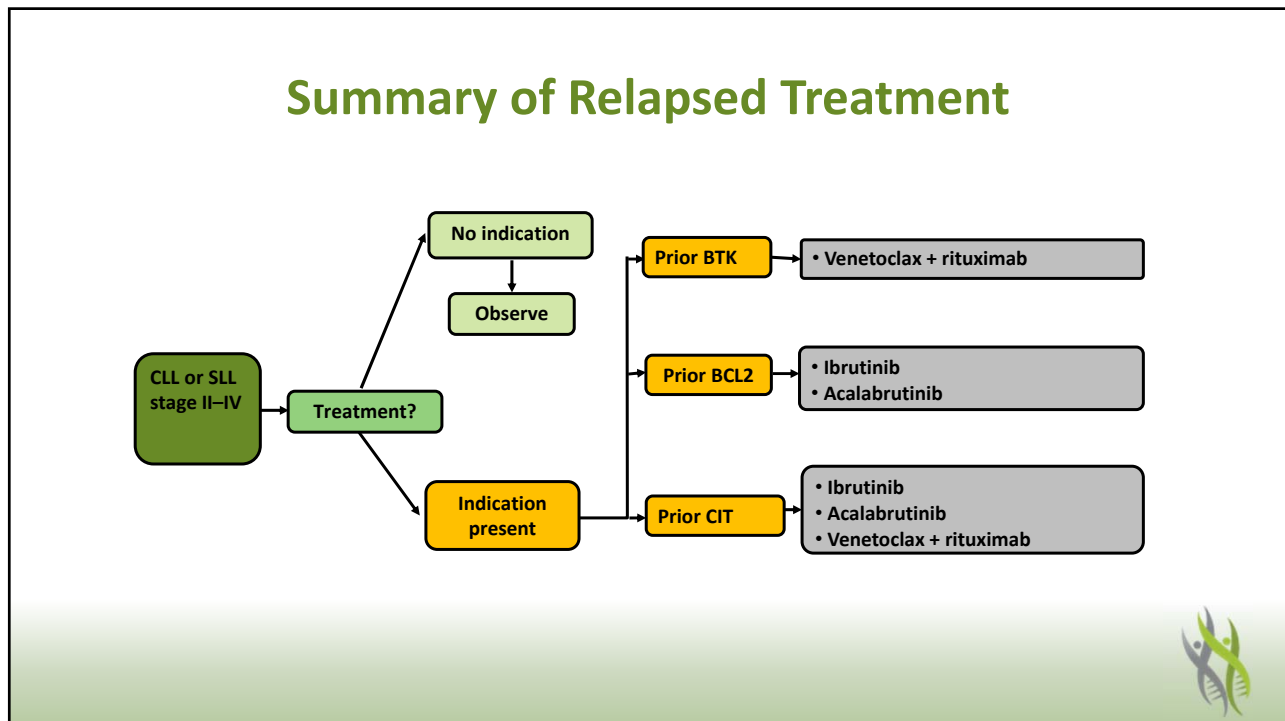 Summary of Relapsed Treatment
No indication
Observe
CLL or SLL
stage II–IV
Treatment?
Indication
present
Prior BTK
• Venetoclax + rituximab
Prior BCL2
• Ibrutinib
• Acalabrutinib
Prior CIT
• Ibrutinib
• Acalabrutinib
• Venetoclax + rituximab